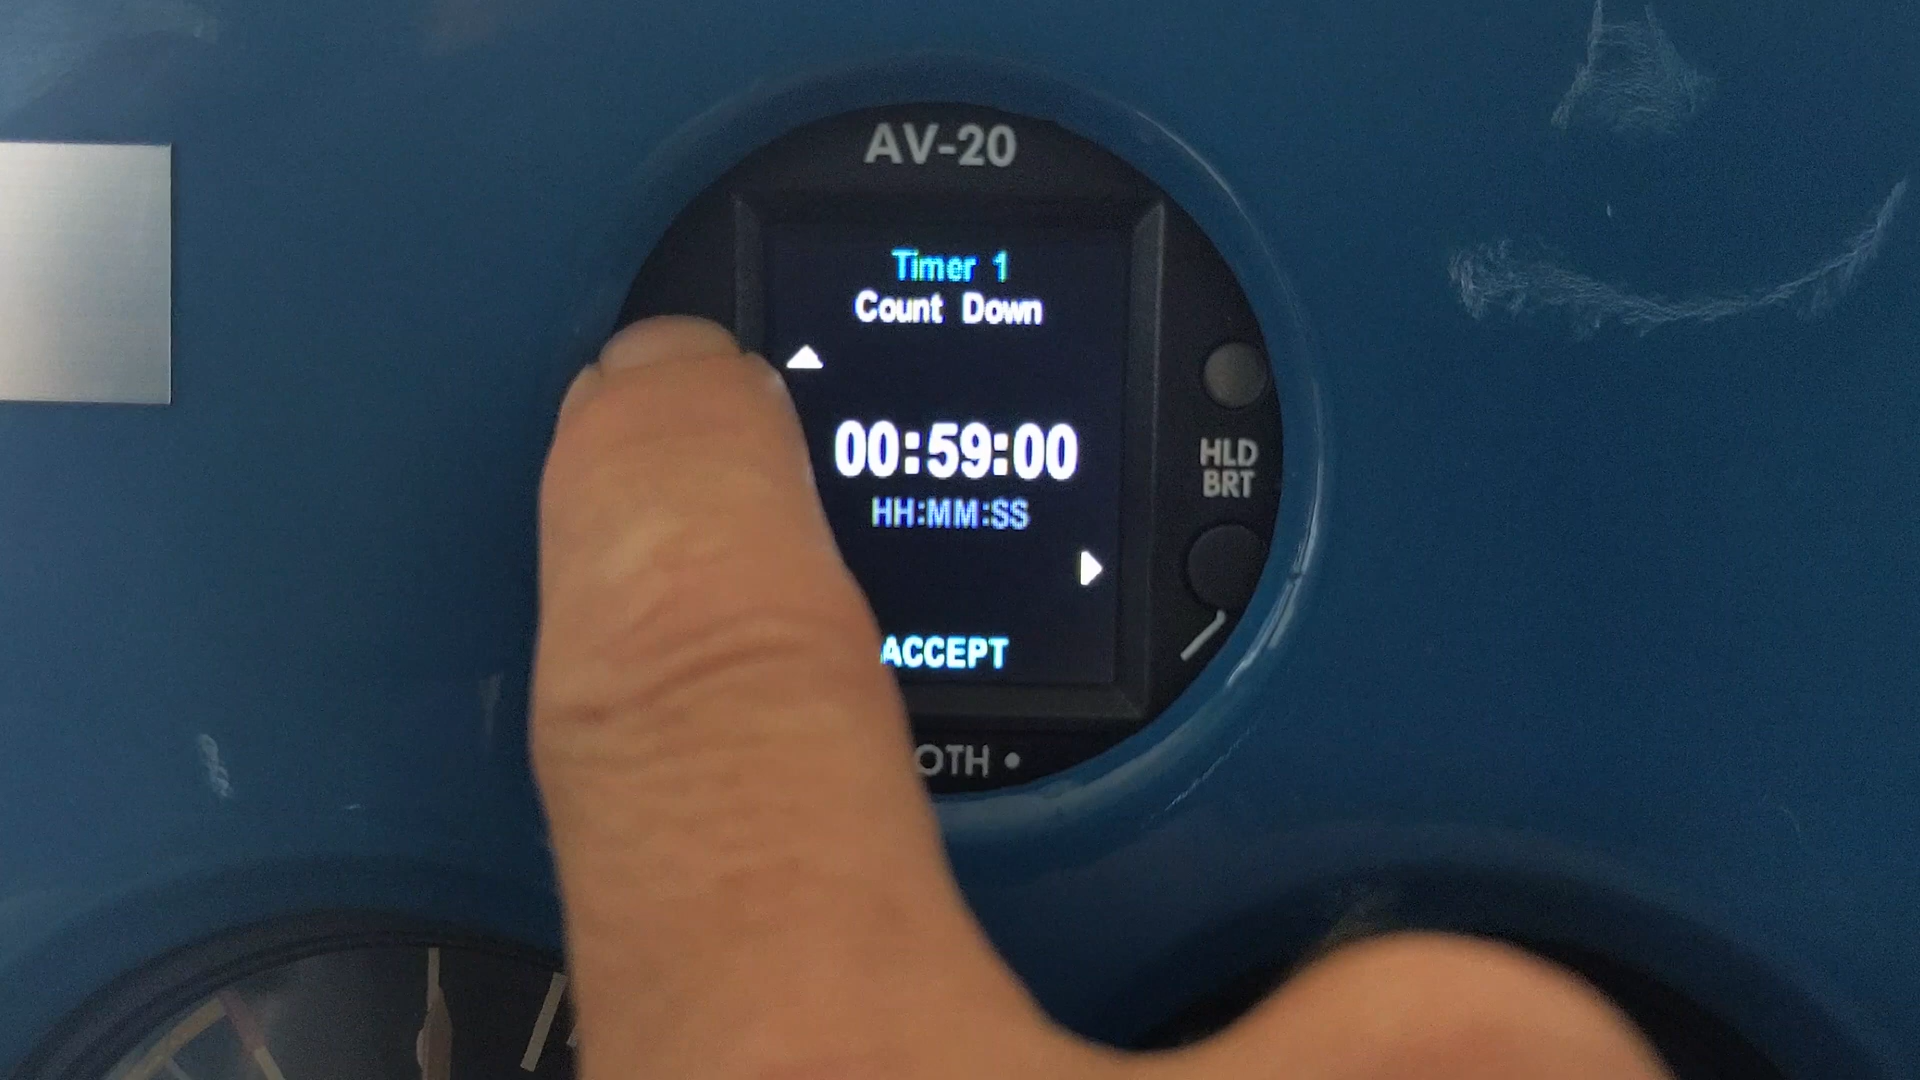 AV-20
Timer 1
Count Down
00:59:00
HH:MM:SS
HLD
BRT
ACCEPT
OTH •